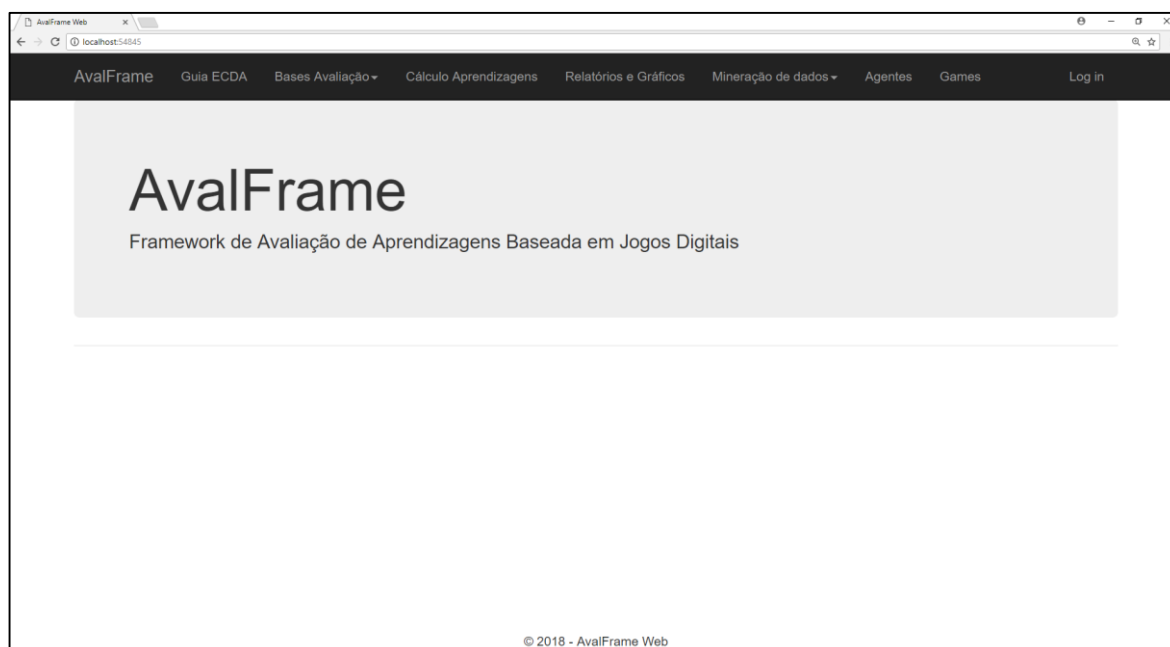 AvalFrame Web
localhost:54845
AvalFrame Guia ECDA Bases Avaliação Cálculo Aprendizagens Relatórios e Gráficos Mineração de dados Agentes Games Log in
AvalFrame
Framework de Avaliação de Aprendizagens Baseada em Jogos Digitais
© 2018 - AvalFrame Web